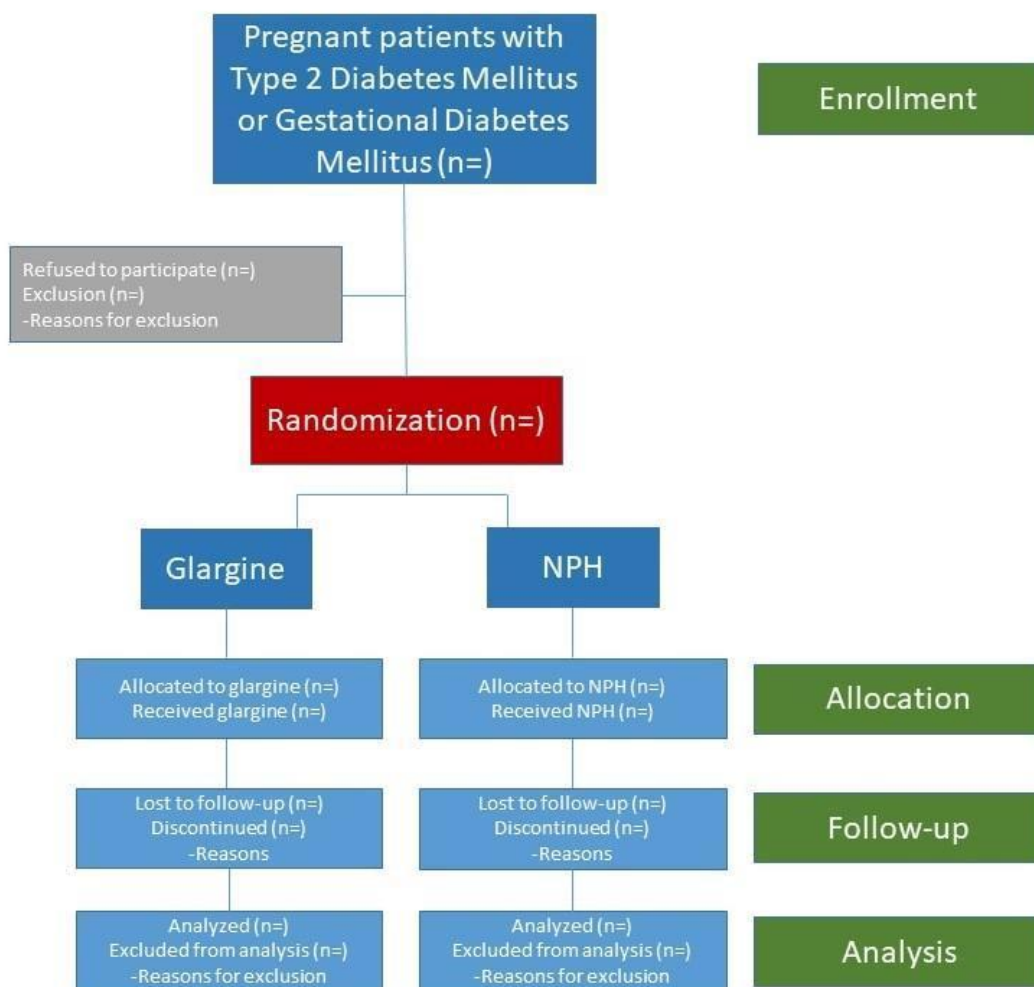 Pregnant patients with
Type 2 Diabetes Mellitus
or Gestational Diabetes
Mellitus (n=)
Enrollment
Refused to participate (n=)
Exclusion (n=)
-Reasons for exclusion
Randomization (n=)
Glargine
NPH
Allocated to glargine (n=)
Received glargine (n=)
Allocated to NPH (n=)
Received NPH (n=)
Allocation
Lost to follow-up (n=)
Discontinued (n=)
-Reasons
Lost to follow-up (n=)
Discontinued (n=)
-Reasons
Follow-up
Analyzed (n=)
Excluded from analysis (n=)
-Reasons for exclusion
Analyzed (n=)
Excluded from analysis (n=)
-Reasons for exclusion
Analysis